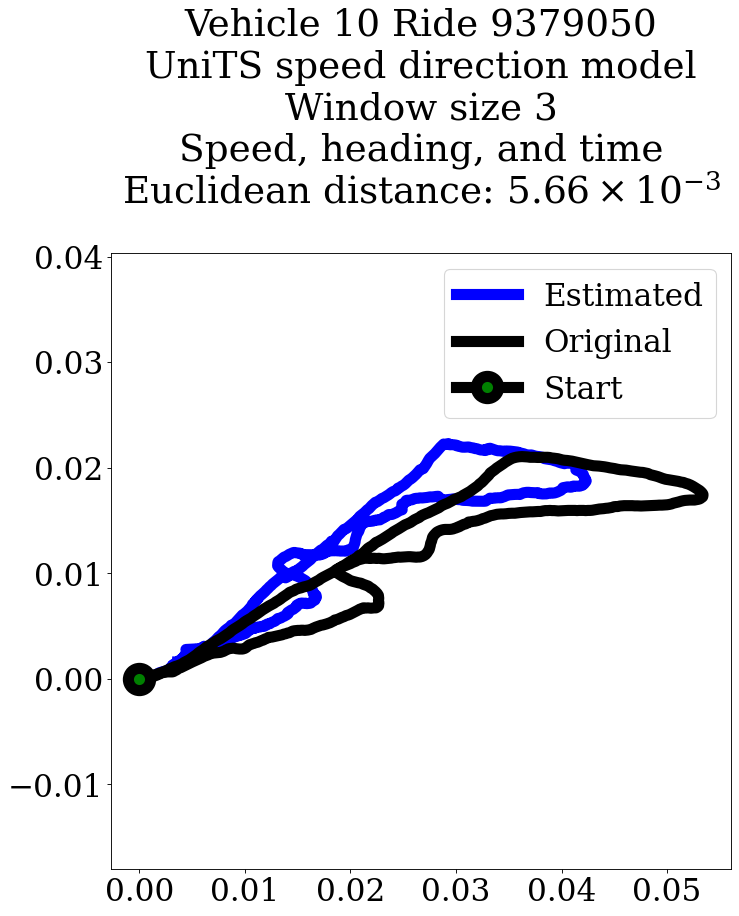 Vehicle 10 Ride 9379050
UniTS speed direction model
Window size 3
Speed, heading, and time
Euclidean distance: 5.66 × 10⁻³
0.04
0.03
0.02
0.01
0.00
−0.01
Estimated
Original
Start
0.00 0.01 0.02 0.03 0.04 0.05